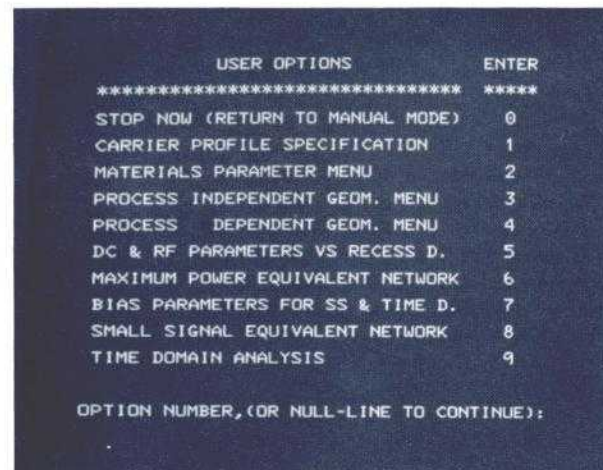 USER OPTIONS ENTER
********************************* *****
STOP NOW (RETURN TO MANUAL MODE) 0
CARRIER PROFILE SPECIFICATION 1
MATERIALS PARAMETER MENU 2
PROCESS INDEPENDENT GEOM. MENU 3
PROCESS DEPENDENT GEOM. MENU 4
DC & RF PARAMETERS VS RECESS D. 5
MAXIMUM POWER EQUIVALENT NETWORK 6
BIAS PARAMETERS FOR SS & TIME D. 7
SMALL SIGNAL EQUIVALENT NETWORK 8
TIME DOMAIN ANALYSIS 9
OPTION NUMBER,(OR NULL-LINE TO CONTINUE):
.